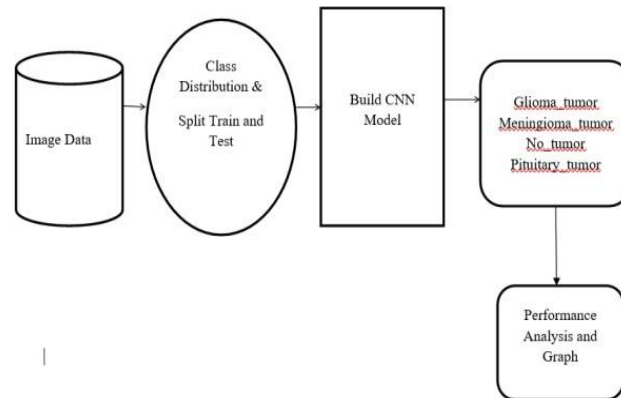 Image Data
Class
Distribution &
Split Train and
Test
Build CNN
Model
Glioma_tumor
Meningioma_tumor
No_tumor
Pituitary_tumor
Performance
Analysis and
Graph